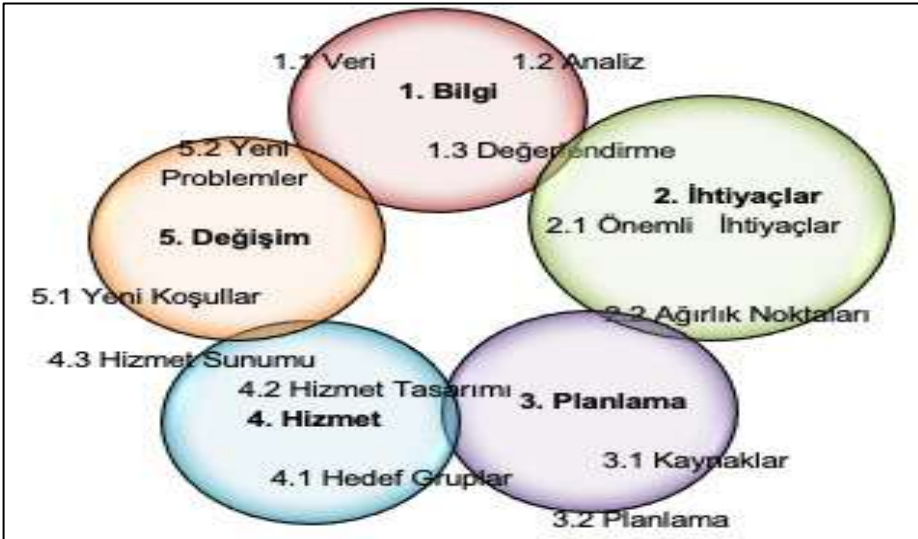 1.1 Veri
1.2 Analiz
1. Bilgi
1.3 Değerlendirme
2. İhtiyaçlar
2.1 Önemli İhtiyaçlar
2.2 Ağırlık Noktaları
3. Planlama
3.1 Kaynaklar
3.2 Planlama
4.3 Hizmet Sunumu
4.2 Hizmet Tasarımı
4. Hizmet
4.1 Hedef Gruplar
5.2 Yeni
Problemler
5. Değişim
5.1 Yeni Koşullar